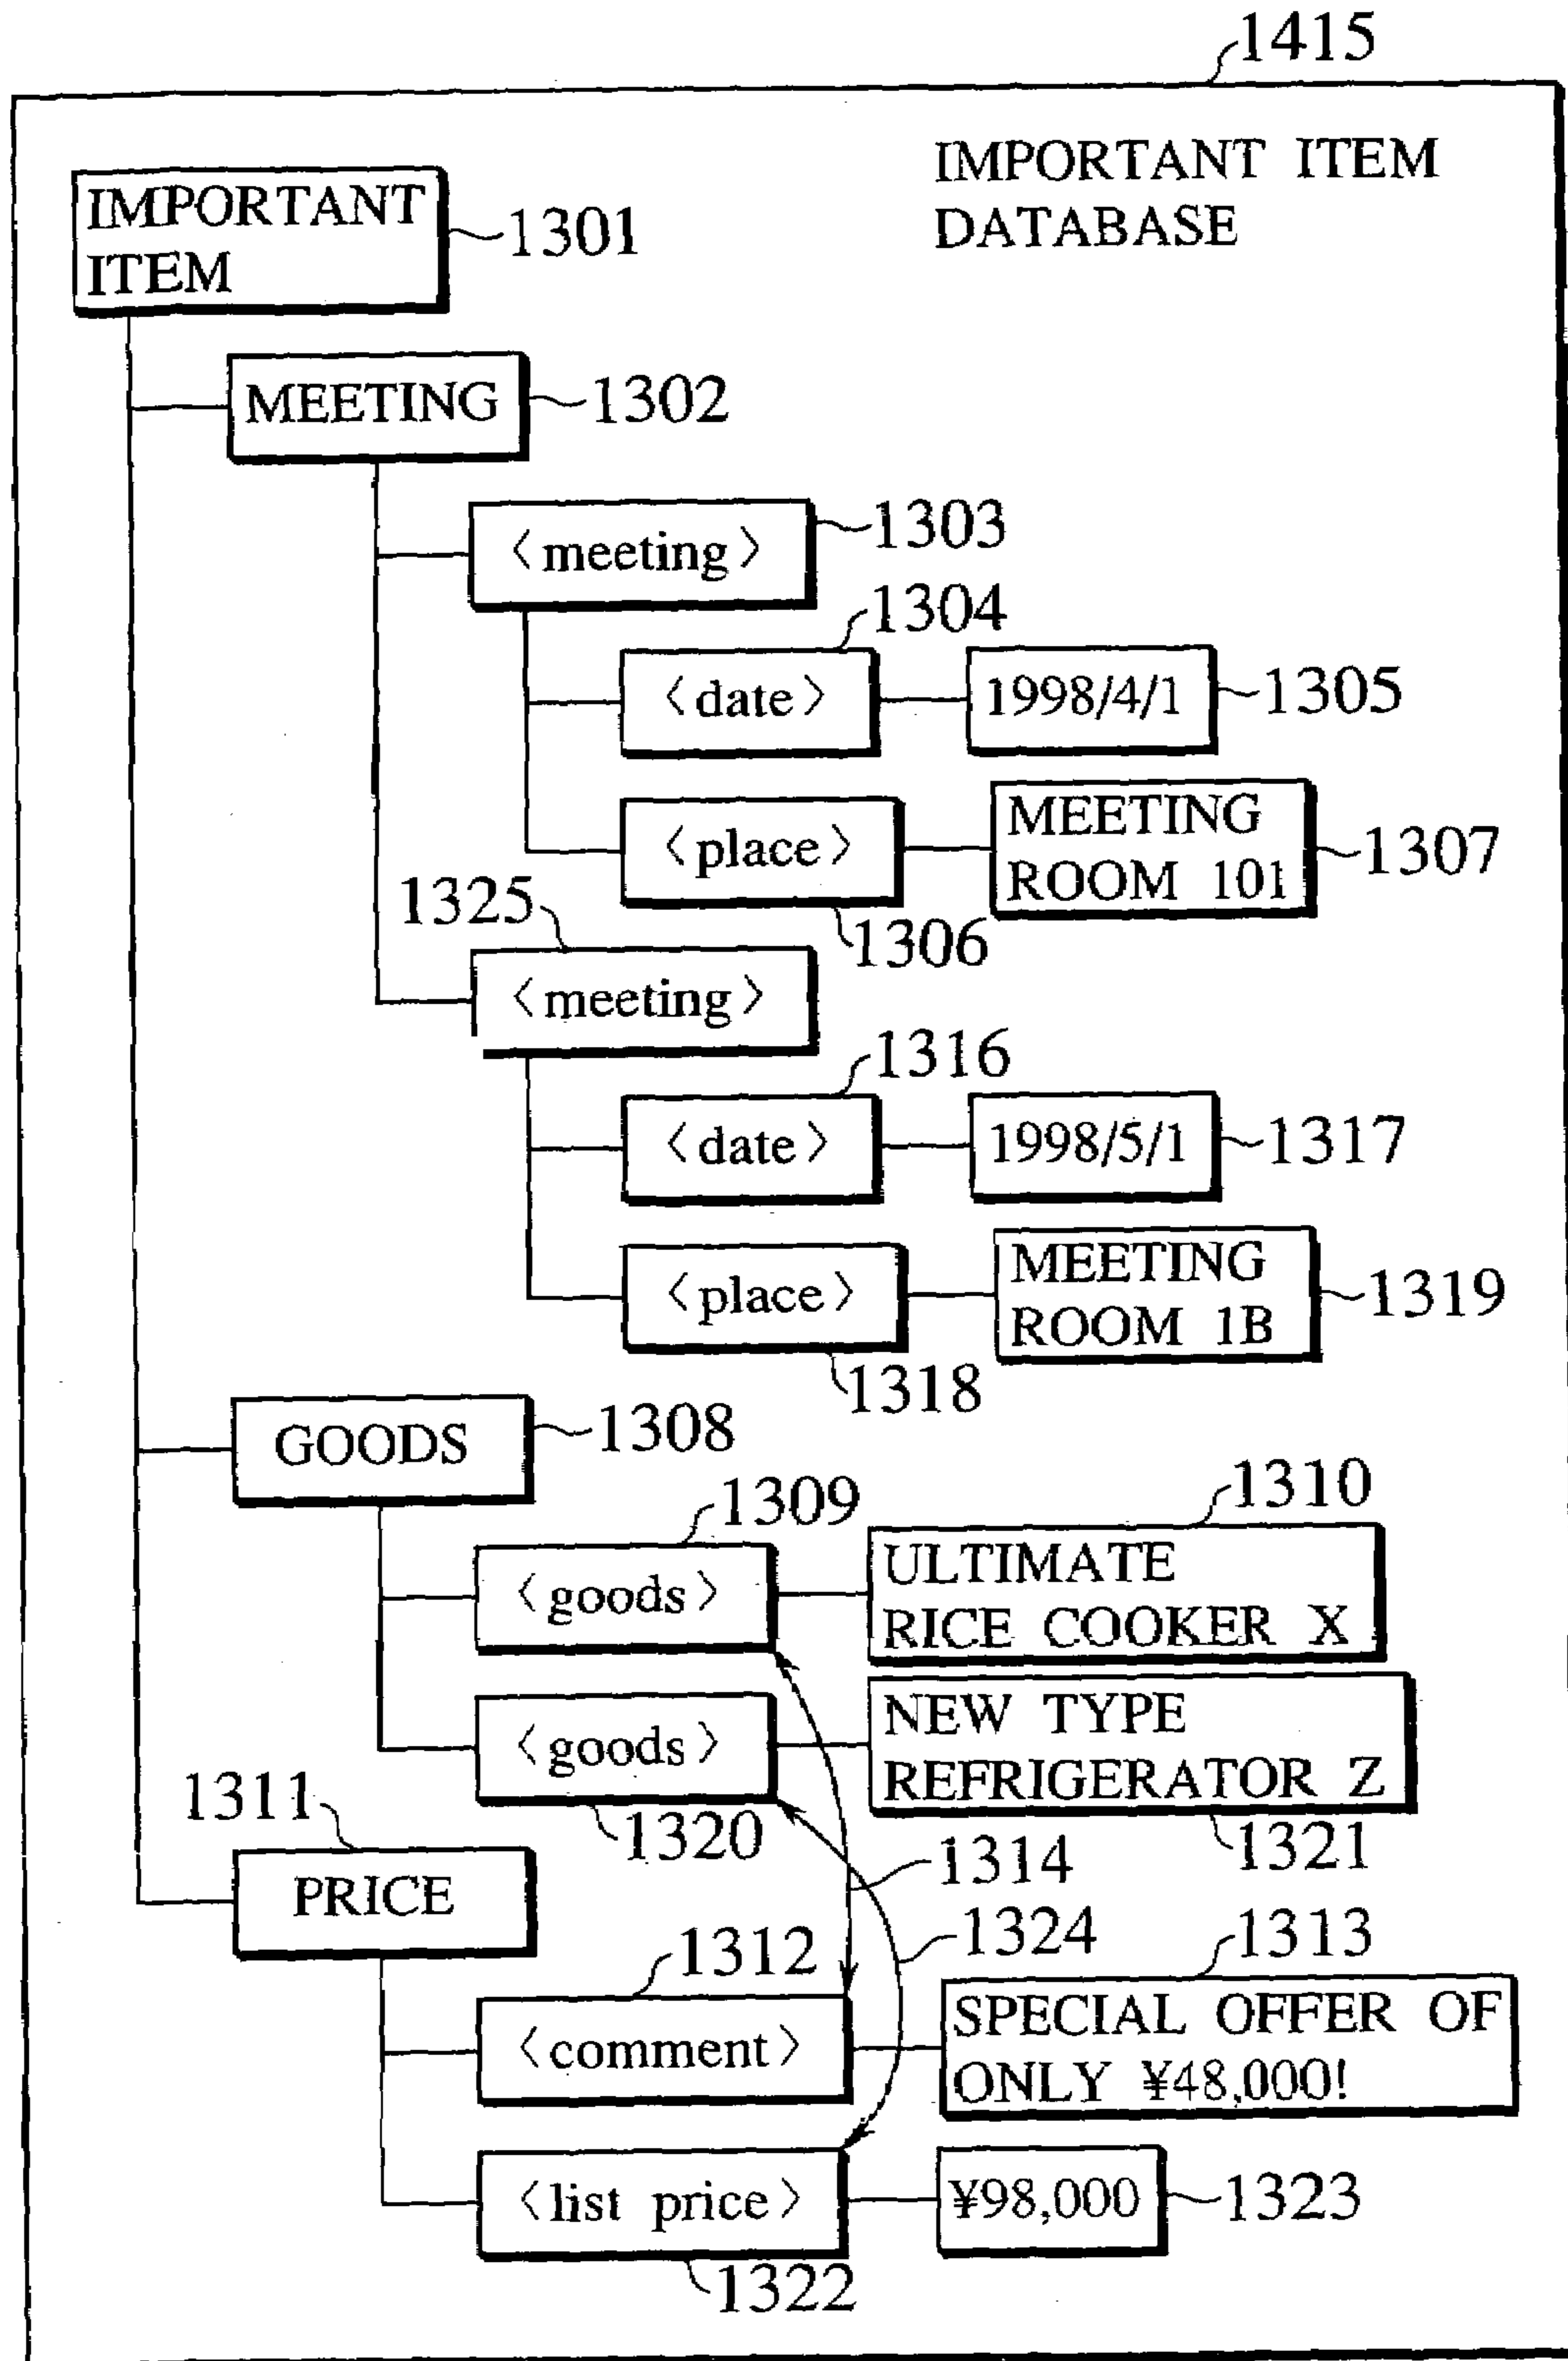 1415
IMPORTANT ITEM
DATABASE
IMPORTANT
ITEM
1301
MEETING
1302
〈meeting〉
1303
1304
〈date〉
1998/4/1
1305
〈place〉
MEETING
ROOM 101
1307
1306
1325
〈meeting〉
1316
〈date〉
1998/5/1
1317
〈place〉
MEETING
ROOM 1B
1319
1318
GOODS
1308
1309
〈goods〉
1310
ULTIMATE
RICE COOKER X
〈goods〉
NEW TYPE
REFRIGERATOR Z
1320
1321
1311
PRICE
1314
1324
1312
〈comment〉
1313
SPECIAL OFFER OF
ONLY ¥48,000!
〈list price〉
¥98,000
1323
1322